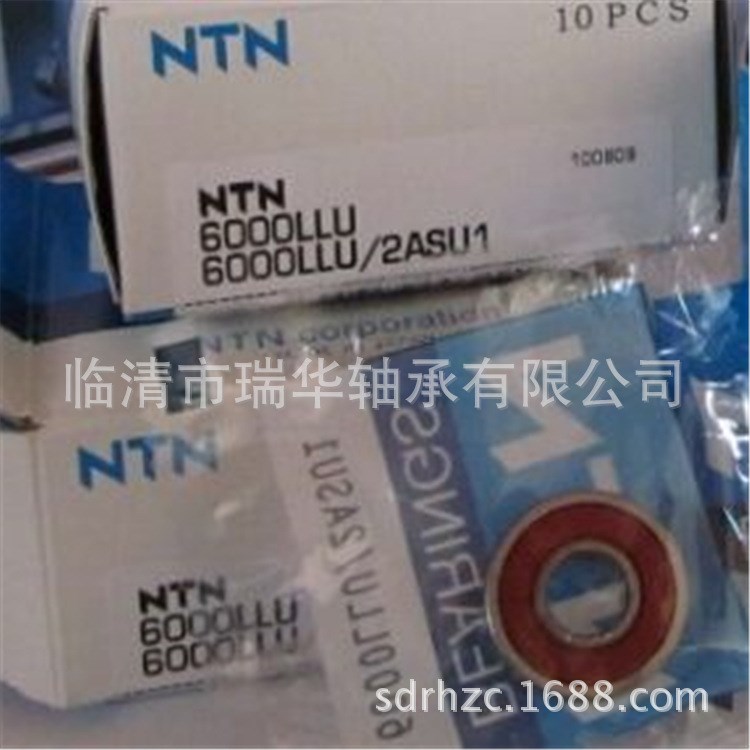 NTN
10 PCS
NTN
100809
6000LLU
6000LLU/2ASU1
NTN corporation
临清市瑞华轴承有限公司
NTN
6000LLU/2ASU1
BEARINGS
NTN
6000LLU
6000LLU
sdrhzc.1688.com